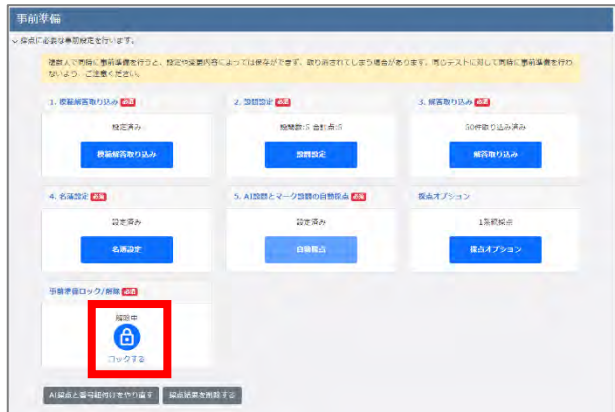 事前準備
採点に必要な事前設定を行います。
複数人で同時に事前準備を行うと、設定や変更内容によっては保存ができず、取り消されてしまう場合があります。同じテストに対して同時に事前準備を行わ
ないよう、ご注意ください。
1. 模範解答取り込み 必須
設定済み
模範解答取り込み
2. 設問設定 必須
設問数:5 合計点:5
設問設定
3. 解答取り込み 必須
50件取り込み済み
解答取り込み
4. 名簿設定 必須
設定済み
名簿設定
5. AI設問とマーク設問の自動採点 必須
設定済み
自動採点
採点オプション
1系統採点
採点オプション
事前準備ロック/解除 必須
解除中
ロックする
AI採点と番号紐付けをやり直す
採点結果を削除する